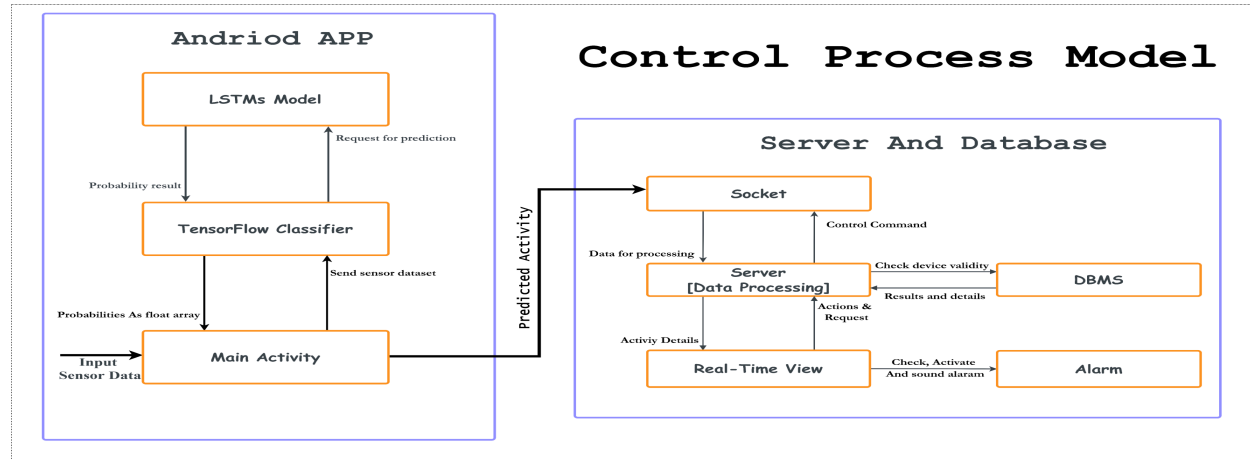 Andriod APP
Control Process Model
LSTMs Model
Request for prediction
Probability result
TensorFlow Classifier
Send sensor dataset
Probabilities As float array
Main Activity
Input
Sensor Data
Predicted Activity
Server And Database
Socket
Control Command
Data for processing
Server
[Data Processing]
Check device validity
DBMS
Results and details
Actions &
Request
Activiy Details
Real-Time View
Check, Activate
And sound alaram
Alarm